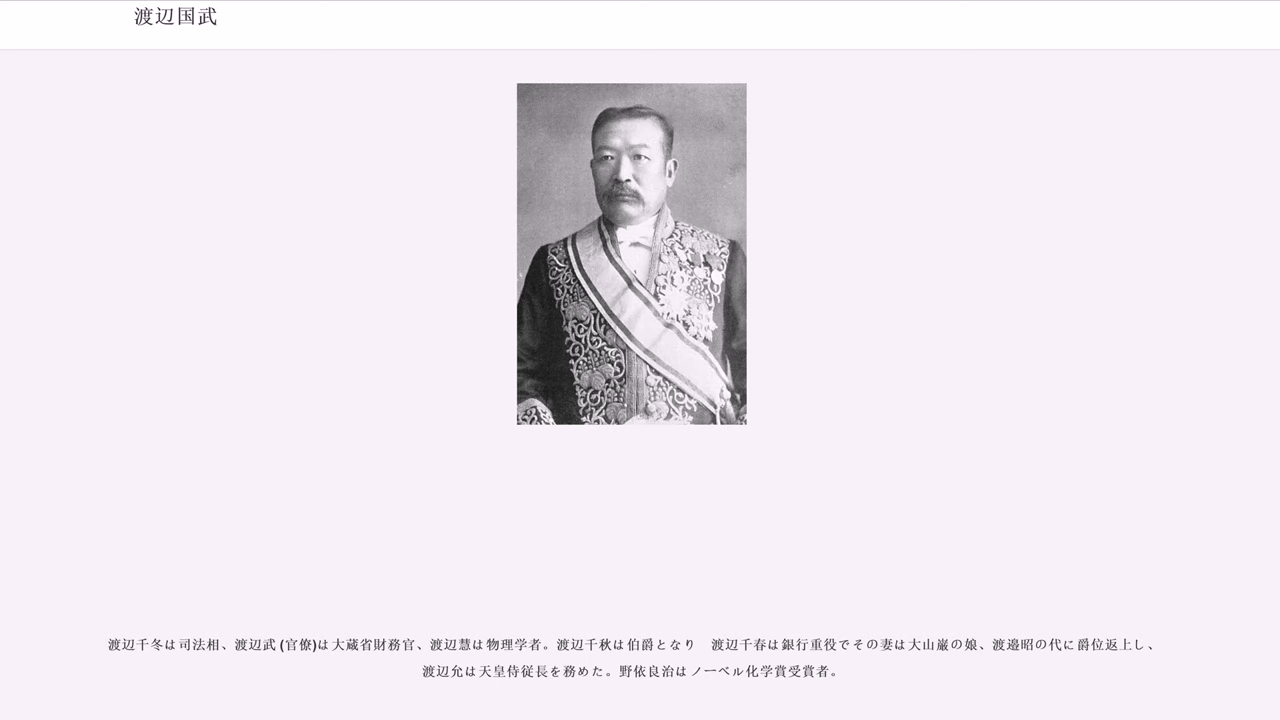 渡辺国武
渡辺千冬は司法相、渡辺武 (官僚)は大蔵省財務官、渡辺慧は物理学者。渡辺千秋は伯爵となり　渡辺千春は銀行重役でその妻は大山巌の娘、渡邉昭の代に爵位返上し、
渡辺允は天皇侍従長を務めた。野依良治はノーベル化学賞受賞者。